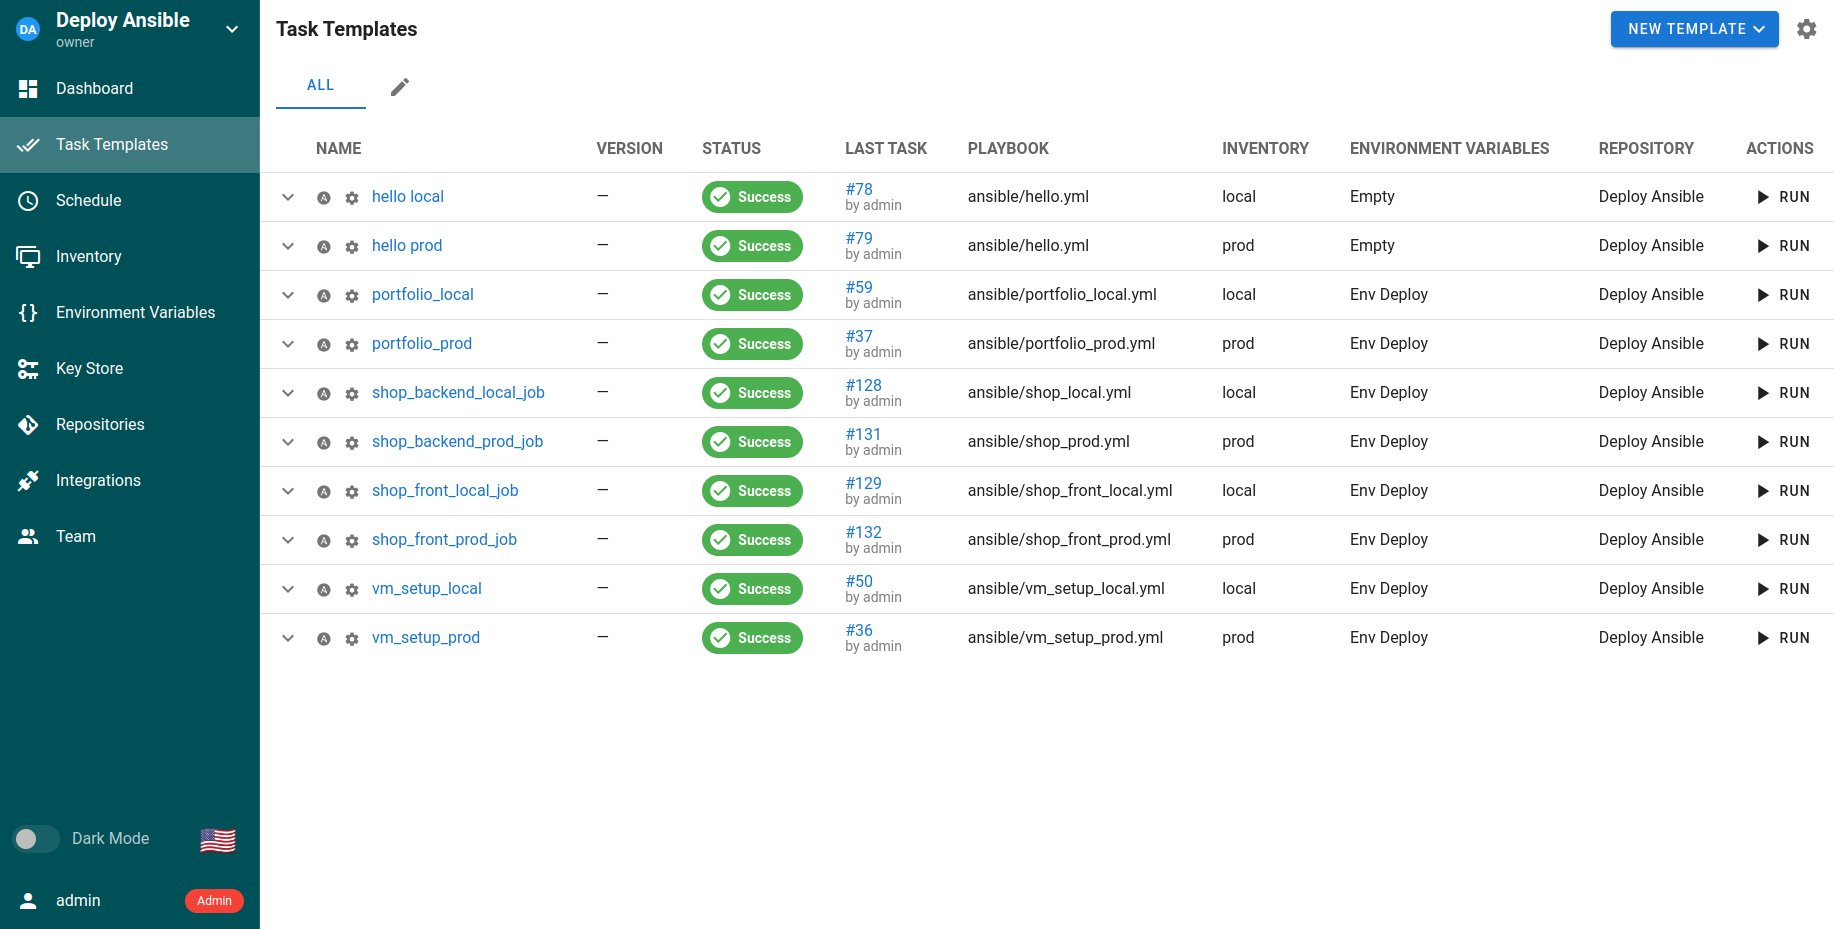 DA
Deploy Ansible
owner
Dashboard
Task Templates
Schedule
Inventory
Environment Variables
Key Store
Repositories
Integrations
Team
Dark Mode
admin Admin
Task Templates
NEW TEMPLATE
ALL
NAME VERSION STATUS LAST TASK PLAYBOOK INVENTORY ENVIRONMENT VARIABLES REPOSITORY ACTIONS
A hello local — Success #78 ansible/hello.yml local Empty Deploy Ansible RUN
by admin
A hello prod — Success #79 ansible/hello.yml prod Empty Deploy Ansible RUN
by admin
A portfolio_local — Success #59 ansible/portfolio_local.yml local Env Deploy Deploy Ansible RUN
by admin
A portfolio_prod — Success #37 ansible/portfolio_prod.yml prod Env Deploy Deploy Ansible RUN
by admin
A shop_backend_local_job — Success #128 ansible/shop_local.yml local Env Deploy Deploy Ansible RUN
by admin
A shop_backend_prod_job — Success #131 ansible/shop_prod.yml prod Env Deploy Deploy Ansible RUN
by admin
A shop_front_local_job — Success #129 ansible/shop_front_local.yml local Env Deploy Deploy Ansible RUN
by admin
A shop_front_prod_job — Success #132 ansible/shop_front_prod.yml prod Env Deploy Deploy Ansible RUN
by admin
A vm_setup_local — Success #50 ansible/vm_setup_local.yml local Env Deploy Deploy Ansible RUN
by admin
A vm_setup_prod — Success #36 ansible/vm_setup_prod.yml prod Env Deploy Deploy Ansible RUN
by admin